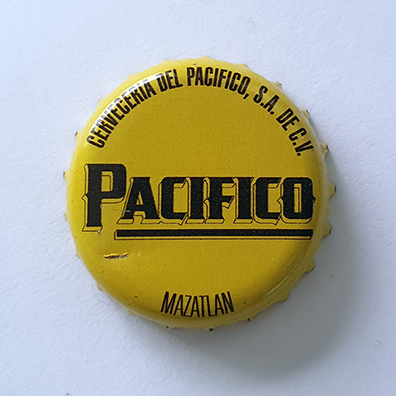 CERVECERIA DEL PACIFICO, S.A. DE C.V.
PACIFICO
MAZATLAN